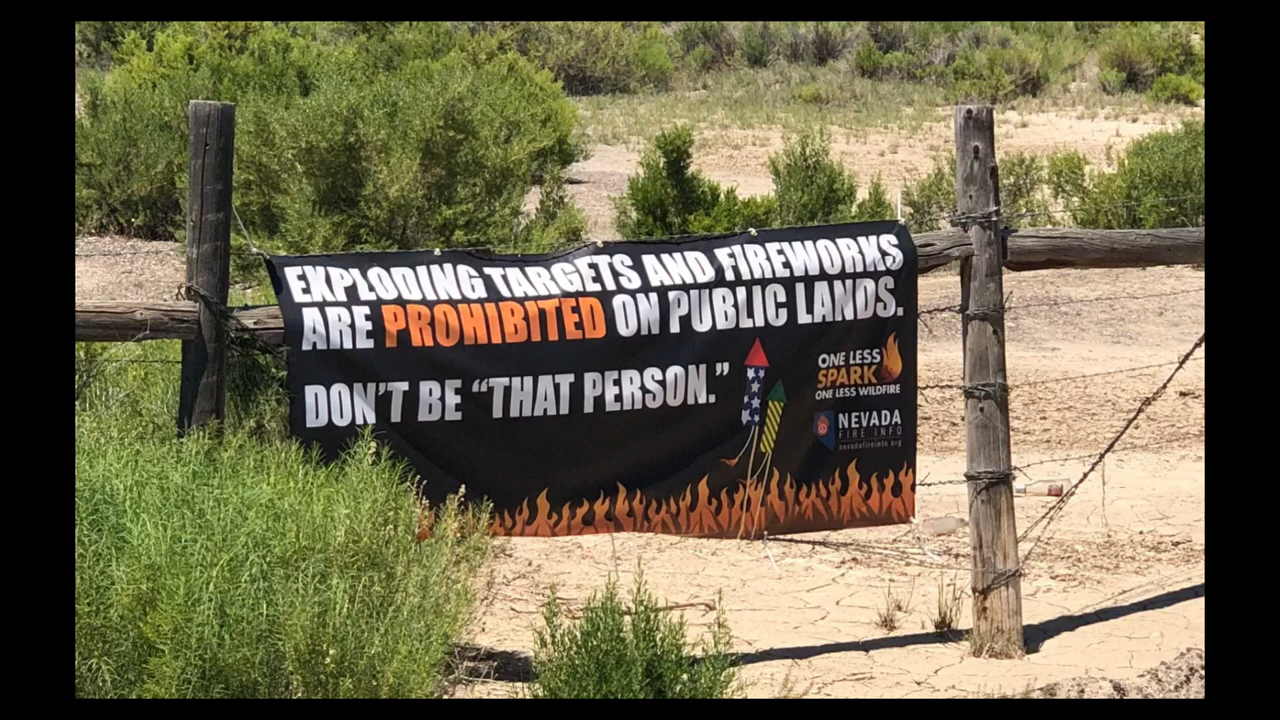 EXPLODING TARGETS AND FIREWORKS
ARE PROHIBITED ON PUBLIC LANDS.
DON'T BE “THAT PERSON.”
ONE LESS
SPARK
ONE LESS WILDFIRE
NEVADA
FIRE INFO
nevadafireinfo.org